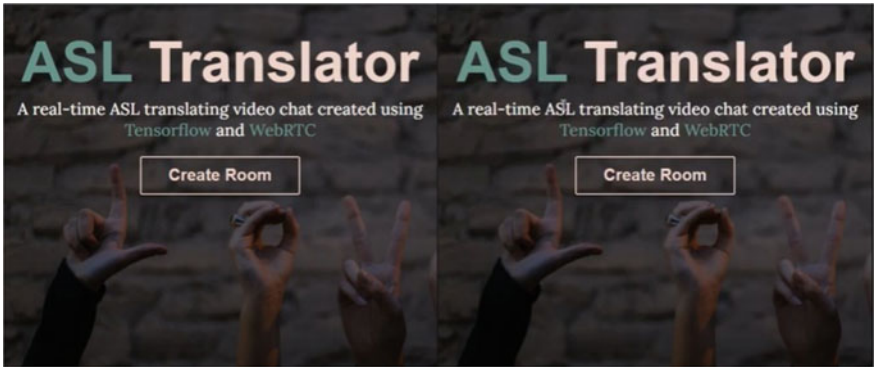 ASL Translator
A real-time ASL translating video chat created using
Tensorflow and WebRTC
Create Room
ASL Translator
A real-time ASL translating video chat created using
Tensorflow and WebRTC
Create Room